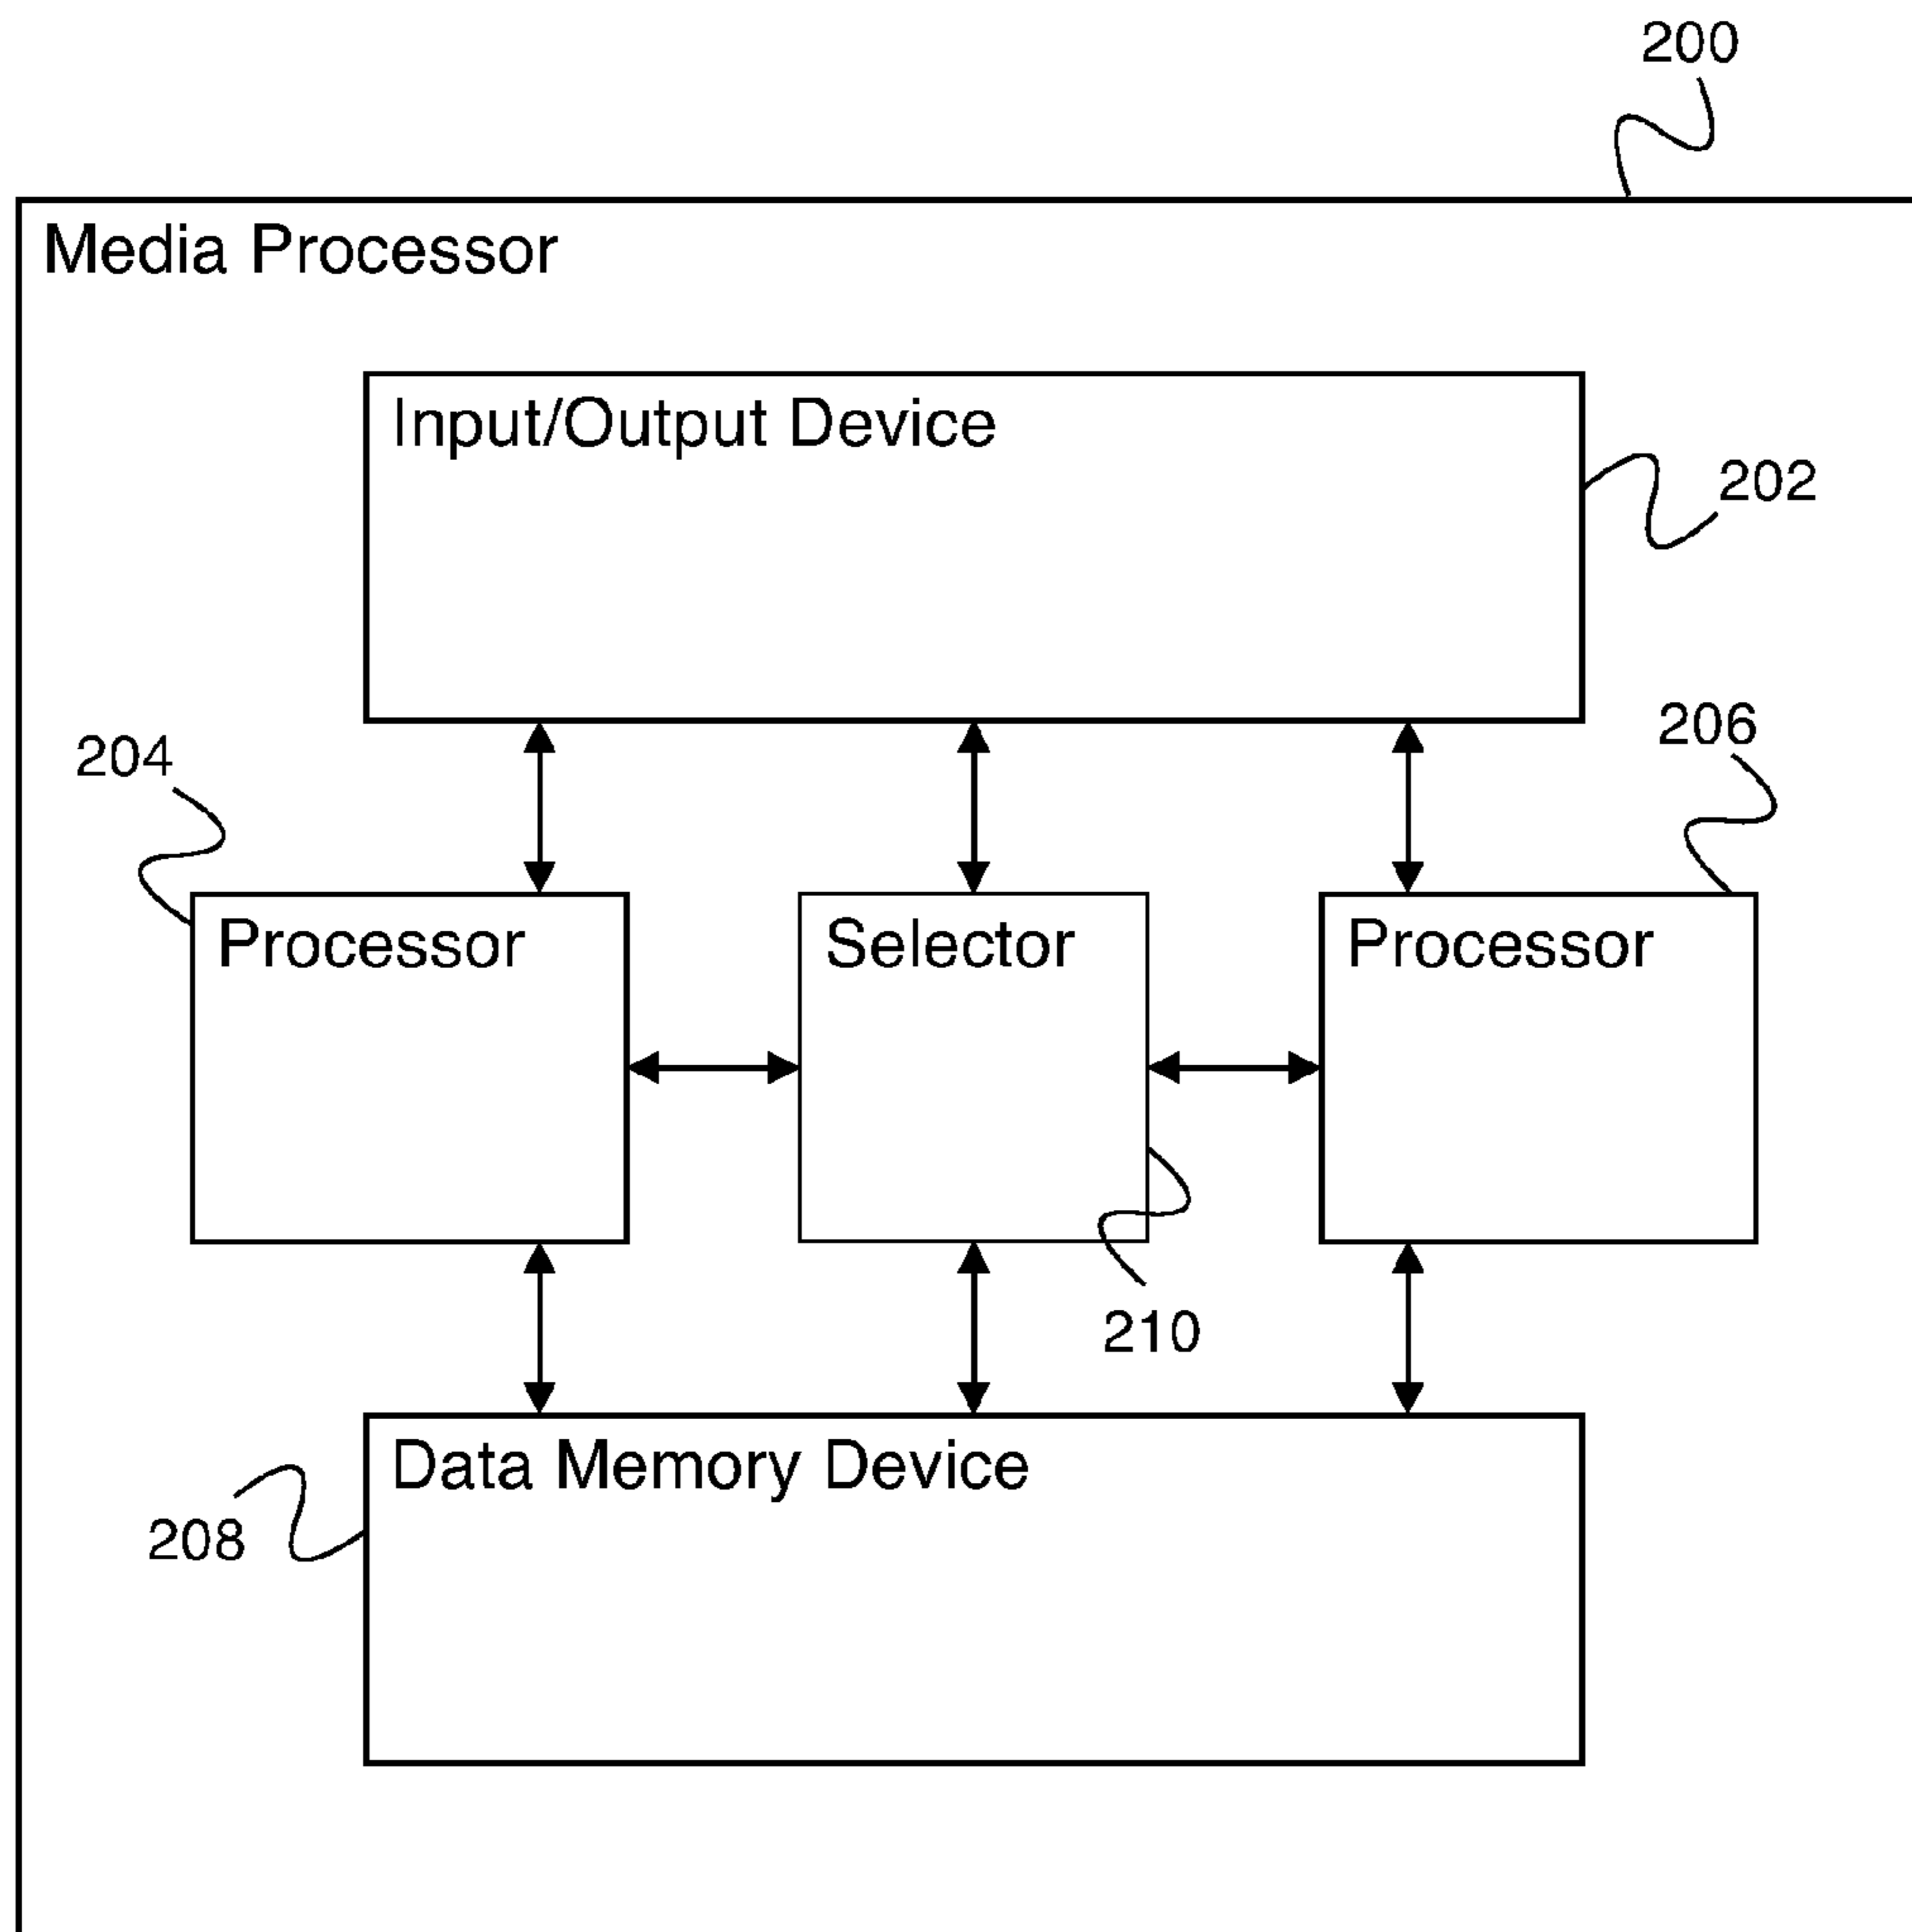 200
Media Processor
Input/Output Device
202
204
206
Processor
Selector
Processor
210
Data Memory Device
208